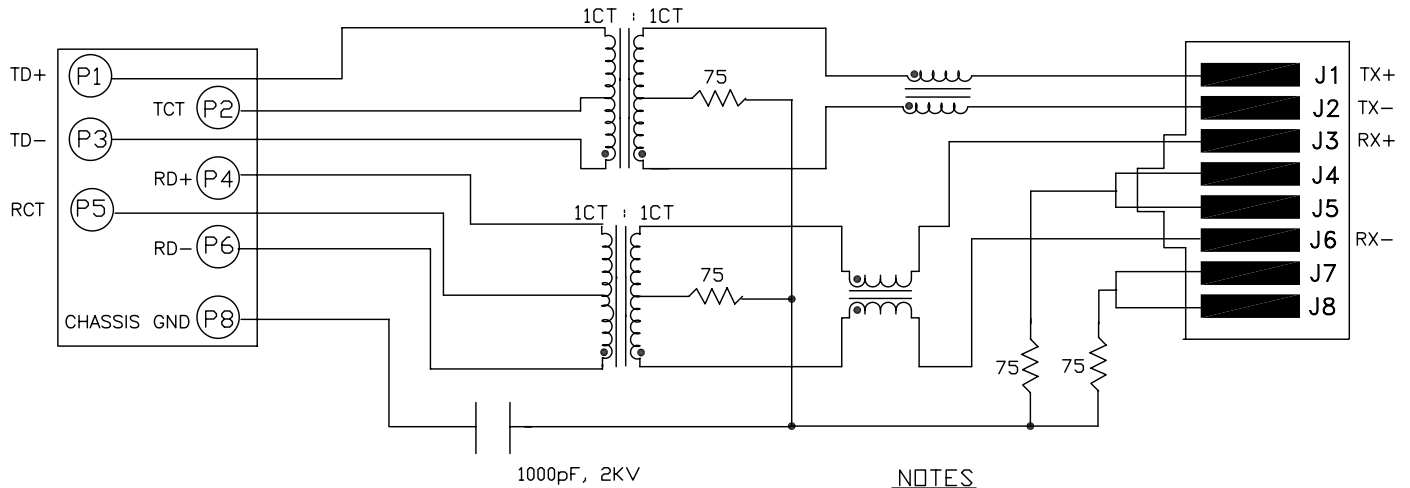 1CT : 1CT
TD+ P1
TCT P2
TD- P3
RD+ P4
RCT P5
RD- P6
CHASSIS GND P8
75
1CT : 1CT
75
1000pF, 2KV
75
75
J1 TX+
J2 TX-
J3 RX+
J4
J5
J6 RX-
J7
J8
NOTES